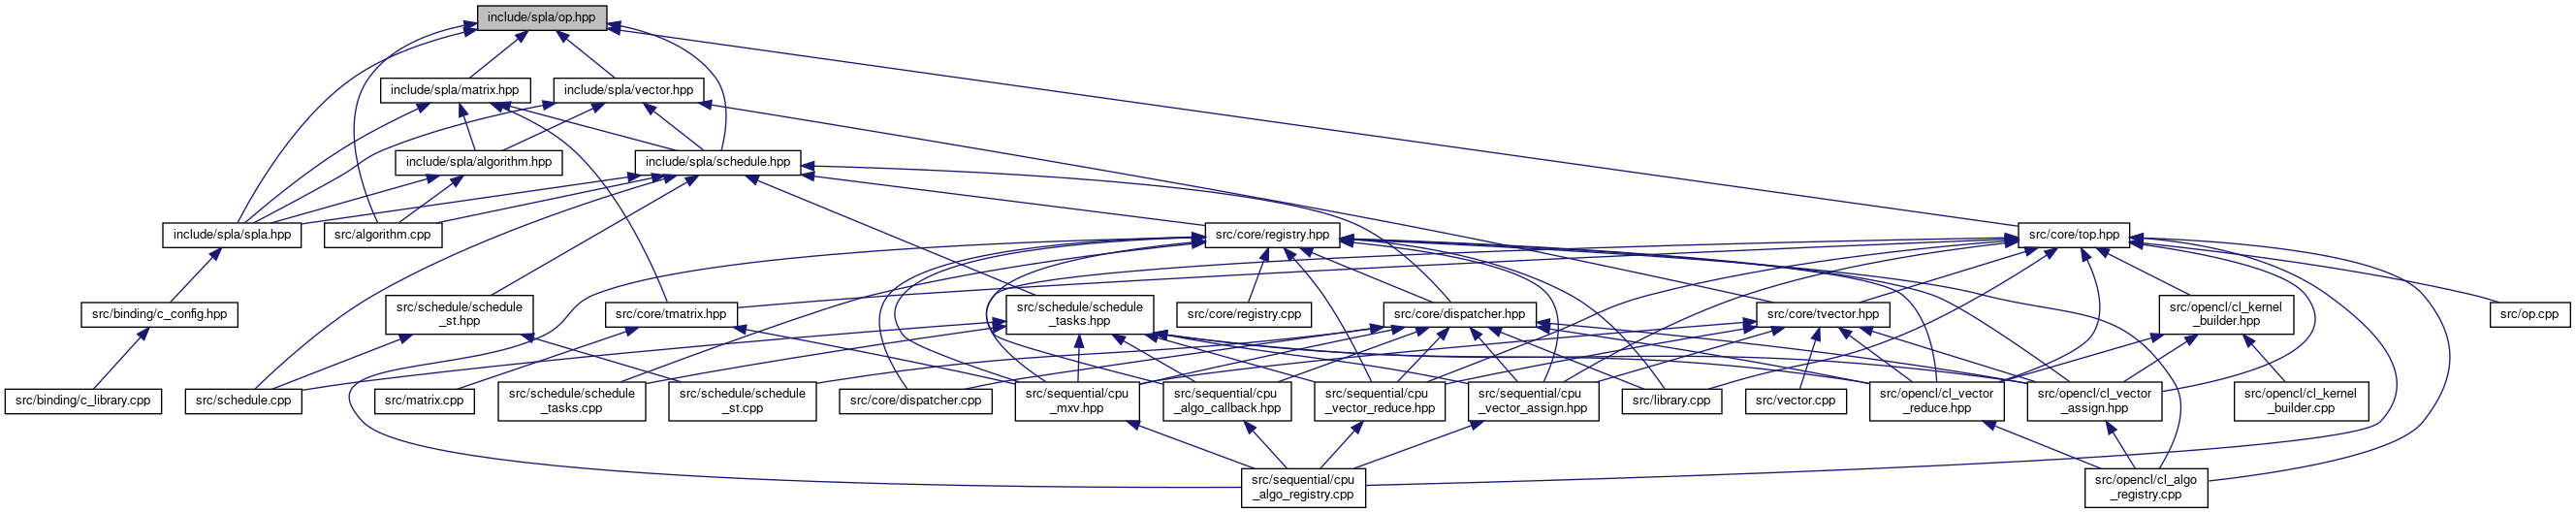 include/spla/op.hpp
include/spla/matrix.hpp
include/spla/vector.hpp
include/spla/algorithm.hpp
include/spla/schedule.hpp
include/spla/spla.hpp
src/algorithm.cpp
src/core/registry.hpp
src/core/top.hpp
src/binding/c_config.hpp
src/schedule/schedule
_st.hpp
src/core/tmatrix.hpp
src/schedule/schedule
_tasks.hpp
src/core/registry.cpp
src/core/dispatcher.hpp
src/core/tvector.hpp
src/opencl/cl_kernel
_builder.hpp
src/op.cpp
src/binding/c_library.cpp
src/schedule.cpp
src/matrix.cpp
src/schedule/schedule
_tasks.cpp
src/schedule/schedule
_st.cpp
src/core/dispatcher.cpp
src/sequential/cpu
_mxv.hpp
src/sequential/cpu
_algo_callback.hpp
src/sequential/cpu
_vector_reduce.hpp
src/sequential/cpu
_vector_assign.hpp
src/library.cpp
src/vector.cpp
src/opencl/cl_vector
_reduce.hpp
src/opencl/cl_vector
_assign.hpp
src/opencl/cl_kernel
_builder.cpp
src/sequential/cpu
_algo_registry.cpp
src/opencl/cl_algo
_registry.cpp